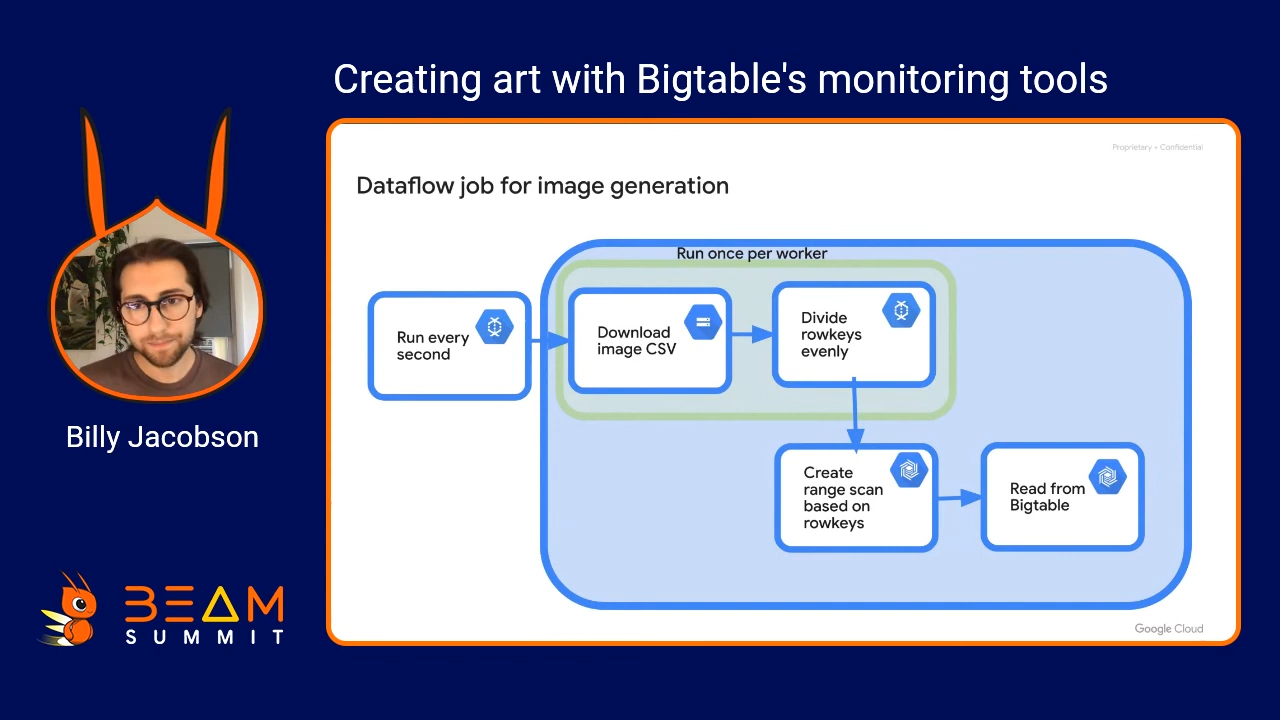 Creating art with Bigtable's monitoring tools
Proprietary + Confidential
Dataflow job for image generation
Run once per worker
Run every
second
Download
image CSV
Divide
rowkeys
evenly
Create
range scan
based on
rowkeys
Read from
Bigtable
Google Cloud
Billy Jacobson
BEAM
SUMMIT